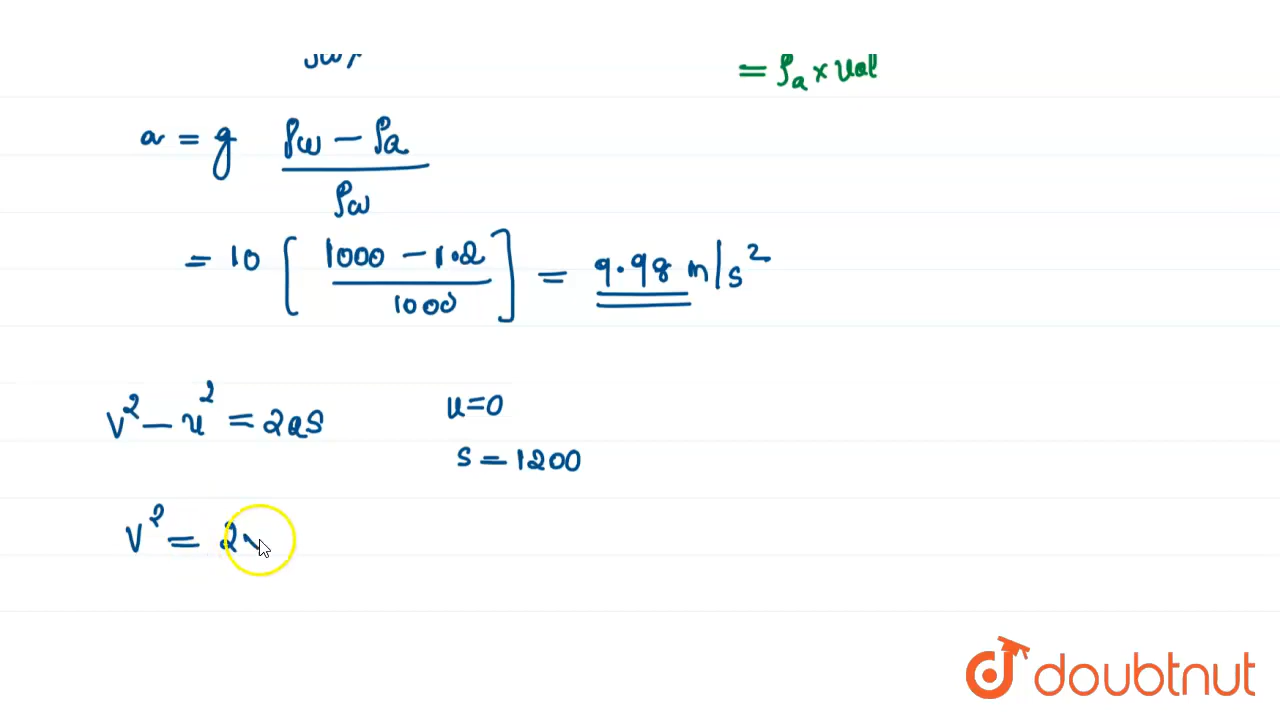 = ρₐ × Vol
a = g (ρw − ρa) / ρw
= 10 [ (1000 − 1.2) / 1000 ] = 9.98 m/s²
v² − u² = 2as
u=0
s = 1200
v² = 2×
doubtnut